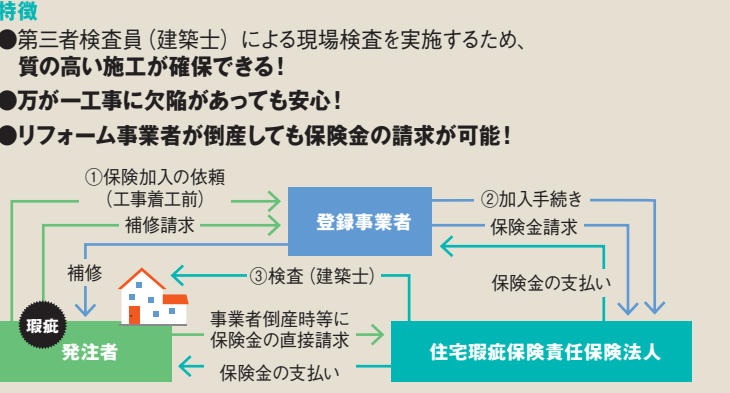 特徴
●第三者検査員（建築士）による現場検査を実施するため、
質の高い施工が確保できる！
●万が一工事に欠陥があっても安心！
●リフォーム事業者が倒産しても保険金の請求が可能！
①保険加入の依頼
（工事着工前）
補修請求
登録事業者
②加入手続き
保険金請求
補修
③検査（建築士）
保険金の支払い
瑕疵
発注者
事業者倒産時等に
保険金の直接請求
保険金の支払い
住宅瑕疵保険責任保険法人